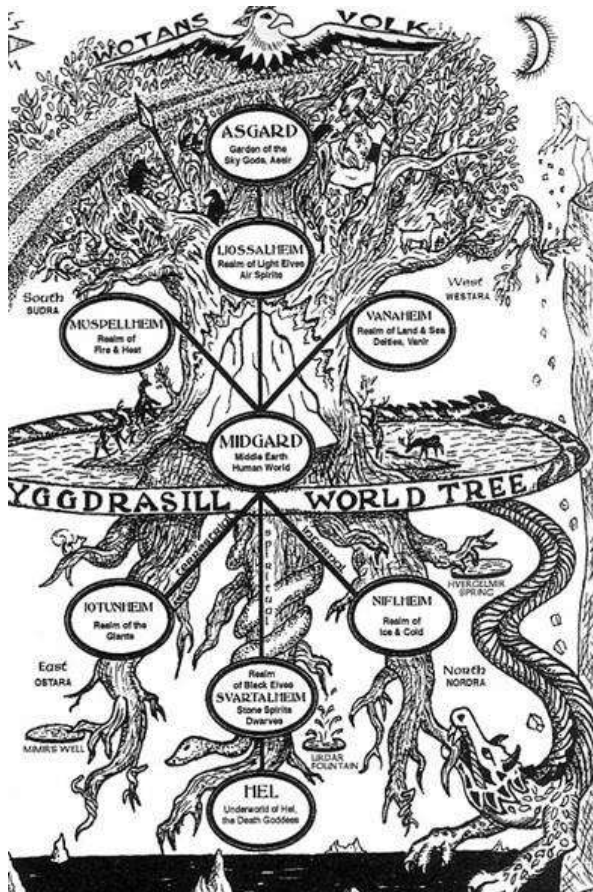 WOTANS VOLK
ASGARD
Garden of the
Sky Gods, Aesir
LJOSSALHEIM
Realm of Light Elves
Air Spirits
South
SUDRA
West
WESTARA
MUSPELLHEIM
Realm of
Fire & Heat
VANAHEIM
Realm of Land & Sea
Deities, Vanir
MIDGARD
Middle Earth
Human World
YGGDRASILL WORLD TREE
spiritual
HVERGELMIR
SPRING
IOTUNHEIM
Realm of the
Giants
NIFLHEIM
Realm of
Ice & Cold
East
OSTARA
North
NORDRA
Realm
of Black Elves
SVARTALHEIM
Stone Spirits
Dwarves
MIMIR'S WELL
URDAR
FOUNTAIN
HEL
Underworld of Hel,
the Death Goddess